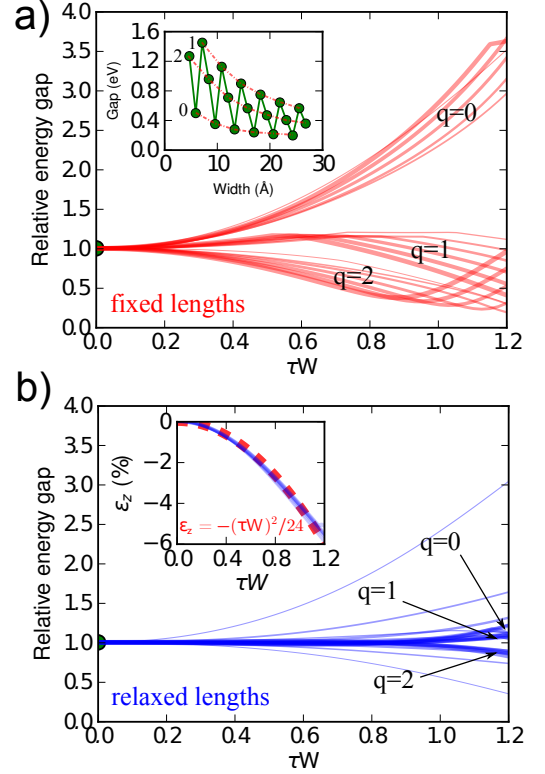 a)
4.0
3.5
3.0
2.5
2.0
1.5
1.0
0.5
0.0
Relative energy gap
1.6
1.2
0.8
0.4
0.0
Gap (eV)
1
2
0
0 10 20 30
Width (Å)
q=0
q=1
q=2
fixed lengths
0.0 0.2 0.4 0.6 0.8 1.0 1.2
τW
b)
4.0
3.5
3.0
2.5
2.0
1.5
1.0
0.5
0.0
Relative energy gap
0
−2
−4
−6
ε_z (%)
ε_z = −(τW)²/24
0.0 0.4 0.8 1.2
τW
q=0
q=1
q=2
relaxed lengths
0.0 0.2 0.4 0.6 0.8 1.0 1.2
τW